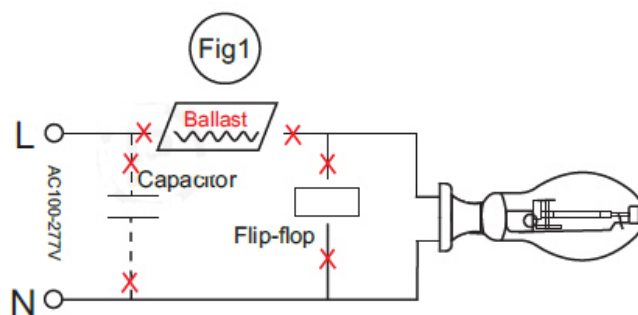 Fig1
Ballast
L
AC100-277V
Capacitor
Flip-flop
N